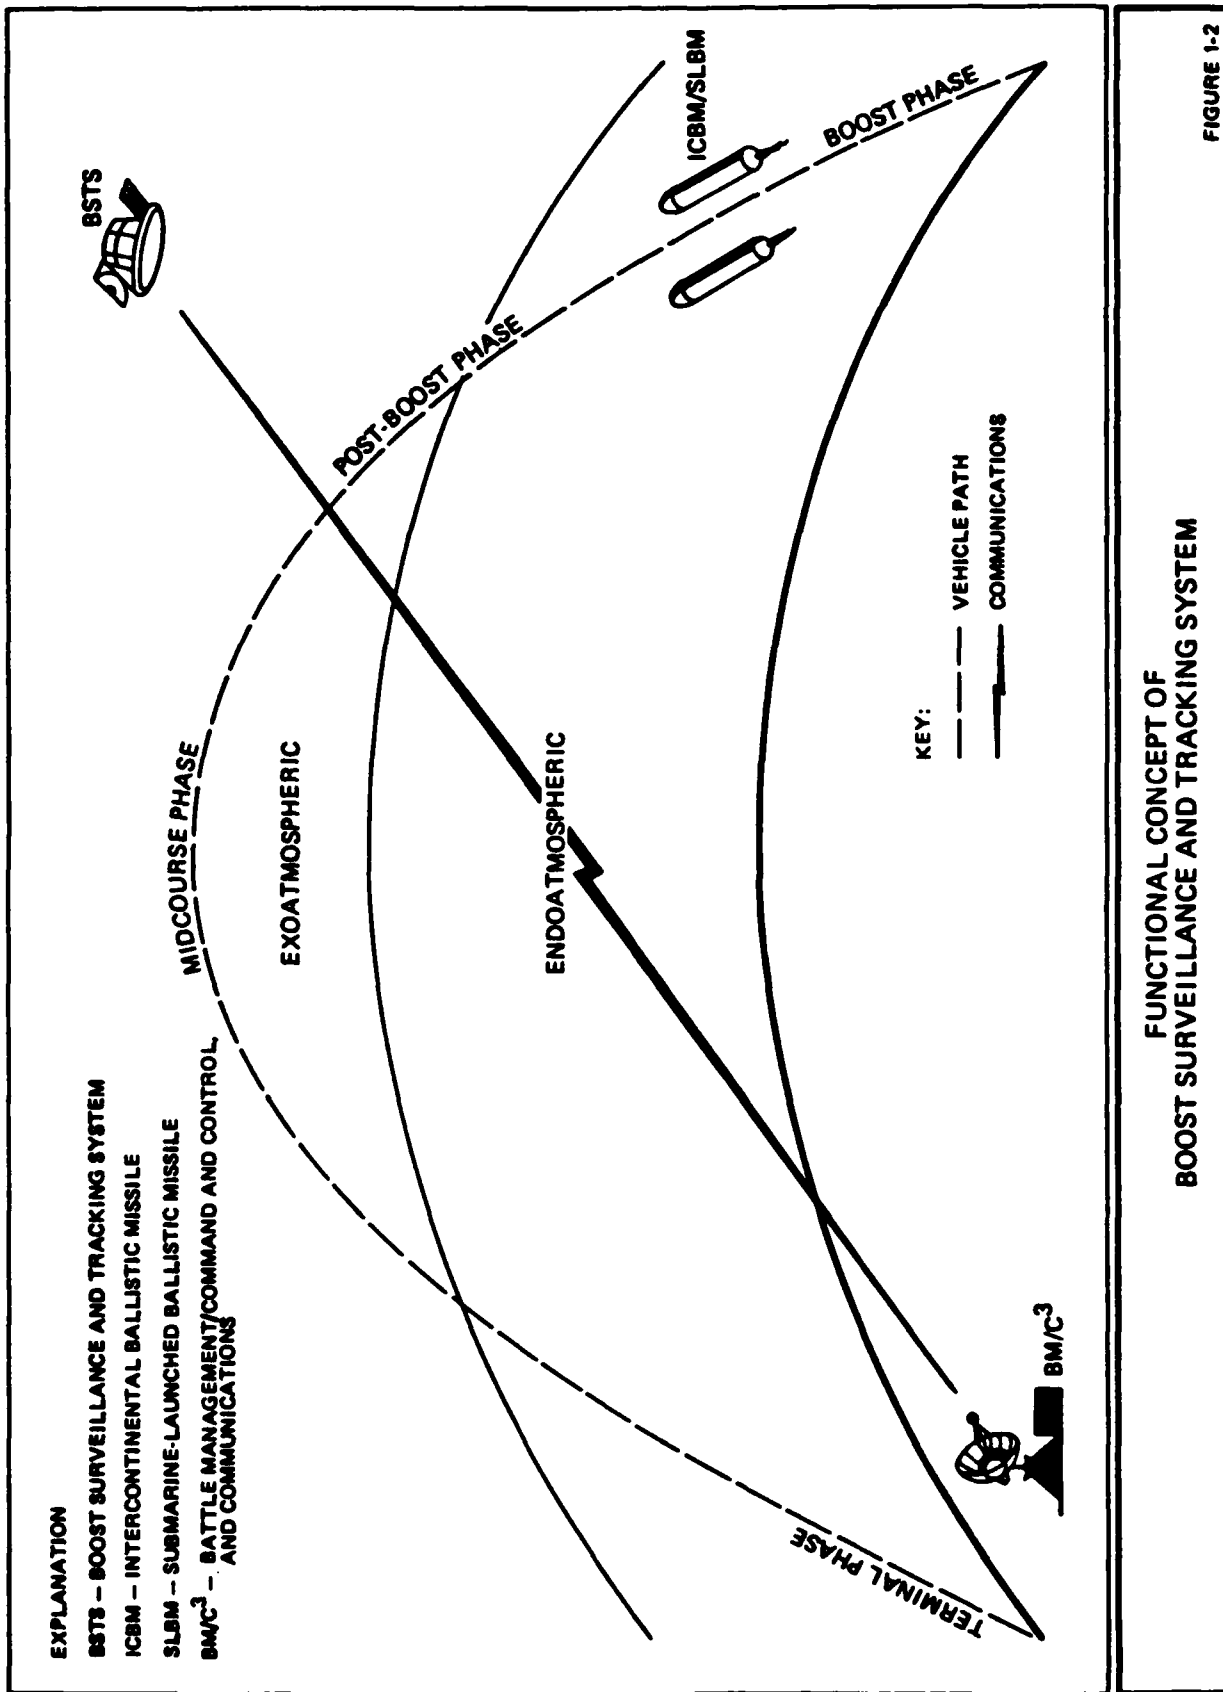 EXPLANATION
BSTS – BOOST SURVEILLANCE AND TRACKING SYSTEM
ICBM – INTERCONTINENTAL BALLISTIC MISSILE
SLBM – SUBMARINE-LAUNCHED BALLISTIC MISSILE
BM/C³ – BATTLE MANAGEMENT/COMMAND AND CONTROL,
AND COMMUNICATIONS
BSTS
MIDCOURSE PHASE
EXOATMOSPHERIC
POST-BOOST PHASE
ENDOATMOSPHERIC
ICBM/SLBM
BOOST PHASE
TERMINAL PHASE
BM/C³
KEY:
VEHICLE PATH
COMMUNICATIONS
FUNCTIONAL CONCEPT OF
BOOST SURVEILLANCE AND TRACKING SYSTEM
FIGURE 1-2